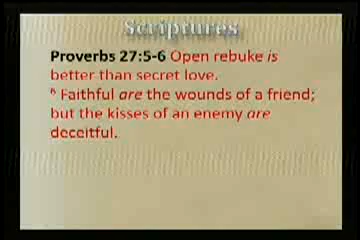 Scriptures
Proverbs 27:5-6 Open rebuke is
better than secret love.
6 Faithful are the wounds of a friend;
but the kisses of an enemy are
deceitful.